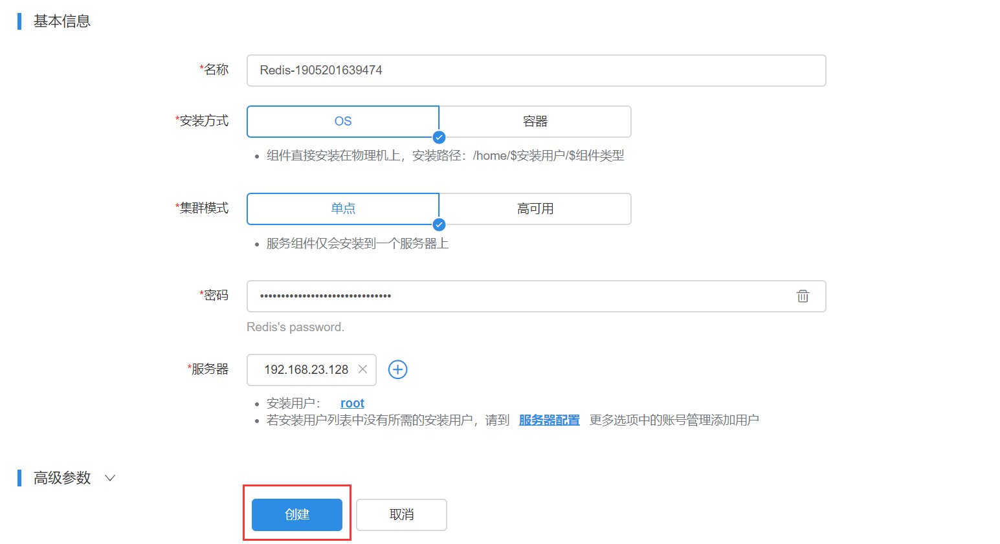 基本信息
*名称 Redis-1905201639474
*安装方式 OS 容器
• 组件直接安装在物理机上，安装路径：/home/$安装用户/$组件类型
*集群模式 单点 高可用
• 服务组件仅会安装到一个服务器上
*密码 •••••••••••••••••••••••••••••••
Redis's password.
*服务器 192.168.23.128
• 安装用户： root
• 若安装用户列表中没有所需的安装用户，请到 服务器配置 更多选项中的账号管理添加用户
高级参数
创建 取消